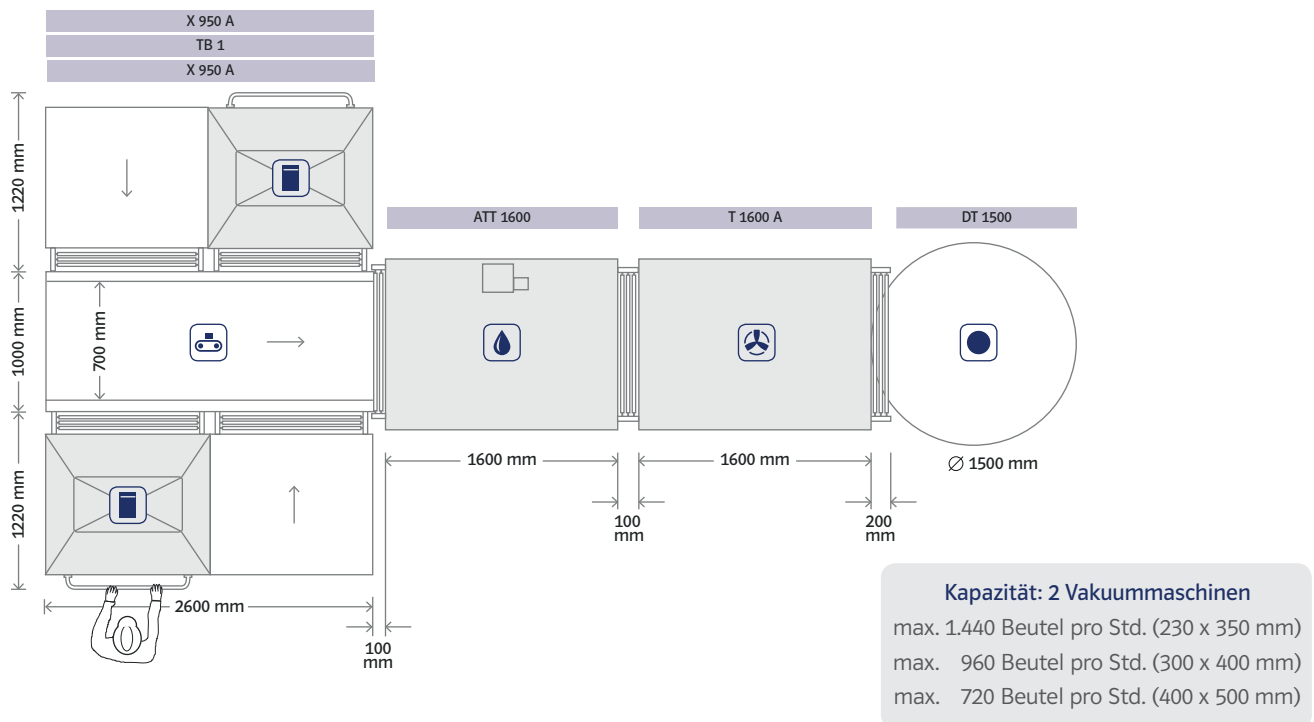 X 950 A
TB 1
X 950 A
1220 mm
ATT 1600
T 1600 A
DT 1500
1000 mm
700 mm
1220 mm
1600 mm
1600 mm
Ø 1500 mm
100
mm
200
mm
2600 mm
100
mm
Kapazität: 2 Vakuummaschinen
max. 1.440 Beutel pro Std. (230 x 350 mm)
max. 960 Beutel pro Std. (300 x 400 mm)
max. 720 Beutel pro Std. (400 x 500 mm)